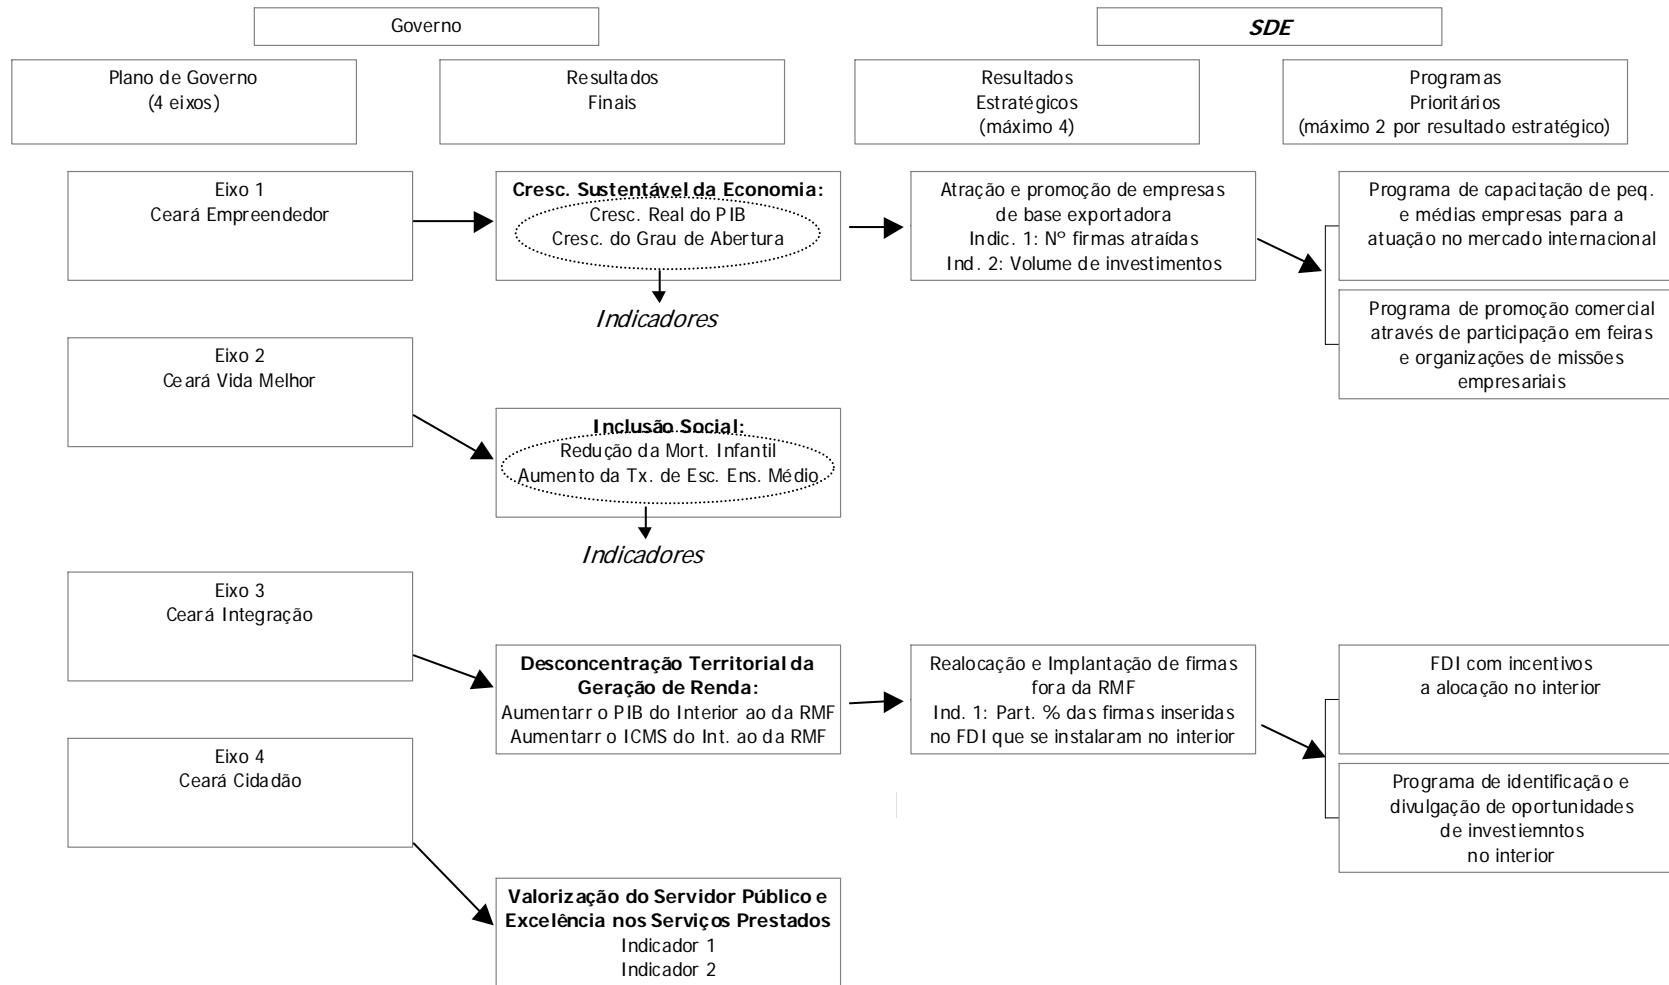 Governo
SDE
Plano de Governo
(4 eixos)
Resultados
Finais
Resultados
Estratégicos
(máximo 4)
Programas
Prioritários
(máximo 2 por resultado estratégico)
Eixo 1
Ceará Empreendedor
Cresc. Sustentável da Economia:
Cresc. Real do PIB
Cresc. do Grau de Abertura
Indicadores
Atração e promoção de empresas
de base exportadora
Indic. 1: Nº firmas atraídas
Ind. 2: Volume de investimentos
Programa de capacitação de peq.
e médias empresas para a
atuação no mercado internacional
Programa de promoção comercial
através de participação em feiras
e organizações de missões
empresariais
Eixo 2
Ceará Vida Melhor
Inclusão Social:
Redução da Mort. Infantil
Aumento da Tx. de Esc. Ens. Médio
Indicadores
Eixo 3
Ceará Integração
Desconcentração Territorial da
Geração de Renda:
Aumentarr o PIB do Interior ao da RMF
Aumentarr o ICMS do Int. ao da RMF
Realocação e Implantação de firmas
fora da RMF
Ind. 1: Part. % das firmas inseridas
no FDI que se instalaram no interior
FDI com incentivos
a alocação no interior
Programa de identificação e
divulgação de oportunidades
de investiemntos
no interior
Eixo 4
Ceará Cidadão
Valorização do Servidor Público e
Excelência nos Serviços Prestados
Indicador 1
Indicador 2